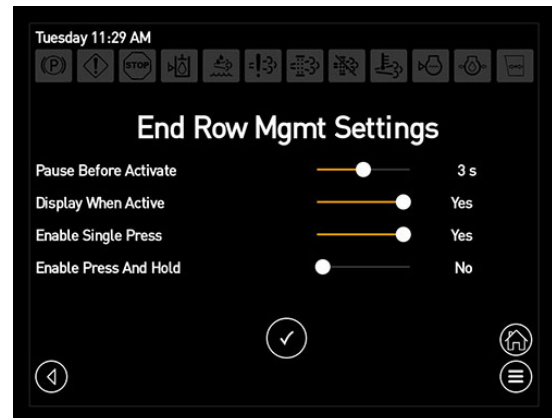 Tuesday 11:29 AM
(P) STOP
End Row Mgmt Settings
Pause Before Activate 3 s
Display When Active Yes
Enable Single Press Yes
Enable Press And Hold No